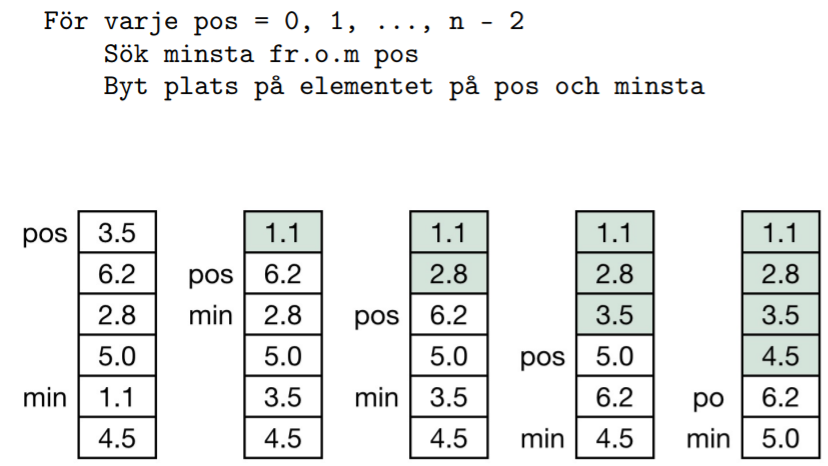 För varje pos = 0, 1, ..., n - 2
Sök minsta fr.o.m pos
Byt plats på elementet på pos och minsta
pos 3.5 1.1 1.1 1.1 1.1
6.2 pos 6.2 2.8 2.8 2.8
2.8 min 2.8 pos 6.2 3.5 3.5
5.0 5.0 5.0 pos 5.0 4.5
min 1.1 3.5 min 3.5 6.2 po 6.2
4.5 4.5 4.5 min 4.5 min 5.0